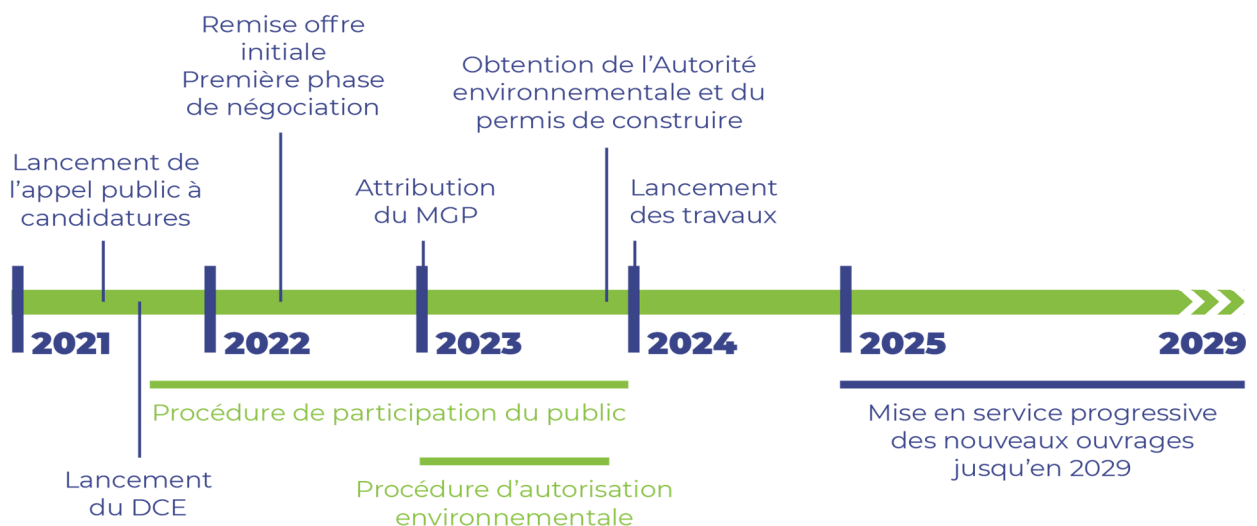 Remise offre
initiale
Première phase
de négociation
Obtention de l’Autorité
environnementale et du
permis de construire
Lancement de
l’appel public à
candidatures
Attribution
du MGP
Lancement
des travaux
2021
2022
2023
2024
2025
2029
Procédure de participation du public
Mise en service progressive
des nouveaux ouvrages
jusqu’en 2029
Lancement
du DCE
Procédure d’autorisation
environnementale